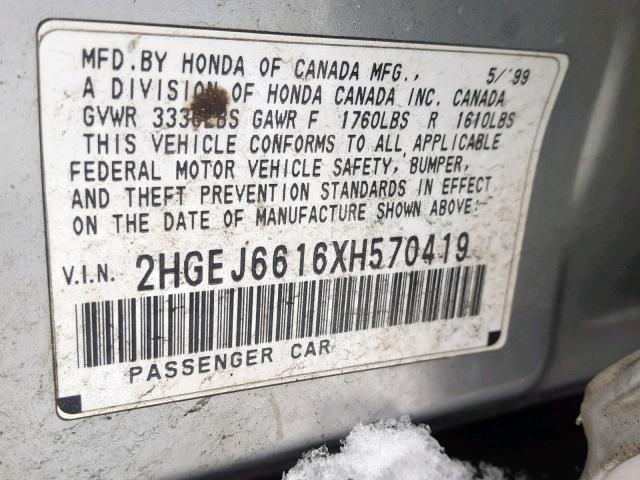 MFD.BY HONDA OF CANADA MFG., 5/'99
A DIVISION OF HONDA CANADA INC. CANADA
GVWR GAWR F 1760LBS R 1610LBS
THIS VEHICLE CONFORMS TO ALL APPLICABLE
FEDERAL MOTOR VEHICLE SAFETY, BUMPER,
AND THEFT PREVENTION STANDARDS IN EFFECT
ON THE DATE OF MANUFACTURE SHOWN ABOVE:
V.I.N. 2HGEJ6616XH570419
PASSENGER CAR